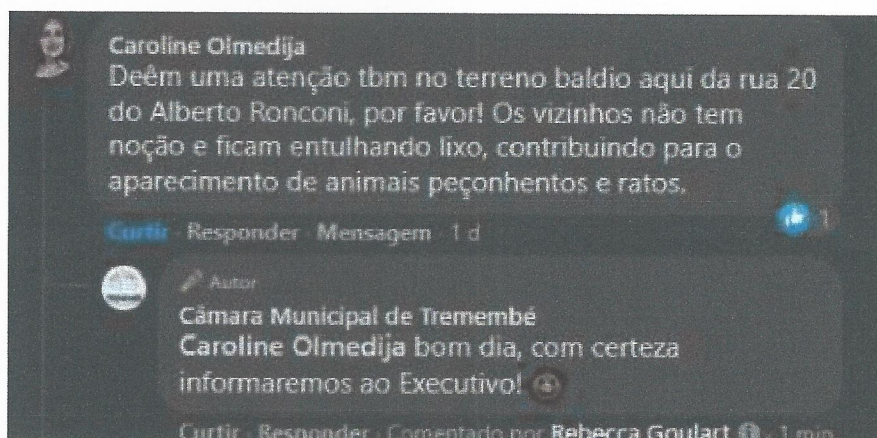 Caroline Olmedija
Deêm uma atenção tbm no terreno baldio aqui da rua 20
do Alberto Ronconi, por favor! Os vizinhos não tem
noção e ficam entulhando lixo, contribuindo para o
aparecimento de animais peçonhentos e ratos.
1
Curtir · Responder · Mensagem · 1 d
Autor
Câmara Municipal de Tremembé
Caroline Olmedija bom dia, com certeza
informaremos ao Executivo!
Curtir · Responder · Comentado por Rebecca Goulart · 1 min